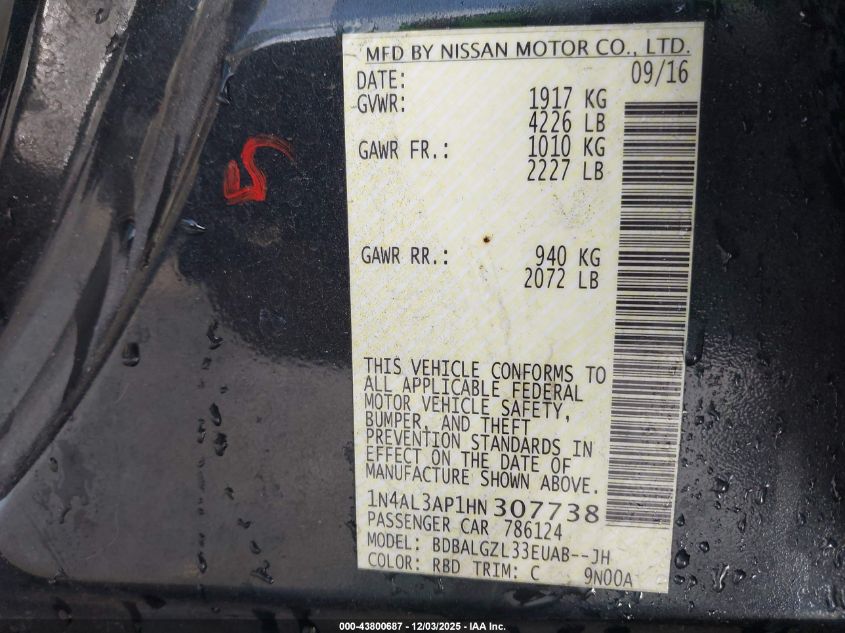 MFD BY NISSAN MOTOR CO., LTD.
DATE: 09/16
GVWR: 1917 KG
4226 LB
GAWR FR.: 1010 KG
2227 LB
GAWR RR.: 940 KG
2072 LB
THIS VEHICLE CONFORMS TO
ALL APPLICABLE FEDERAL
MOTOR VEHICLE SAFETY,
BUMPER, AND THEFT
PREVENTION STANDARDS IN
EFFECT ON THE DATE OF
MANUFACTURE SHOWN ABOVE.
1N4AL3AP1HN 307738
PASSENGER CAR 786124
MODEL: BDBALGZL33EUAB--JH
COLOR: RBD TRIM: C 9N00A
5
000-43800687 - 12/03/2025 - IAA Inc.